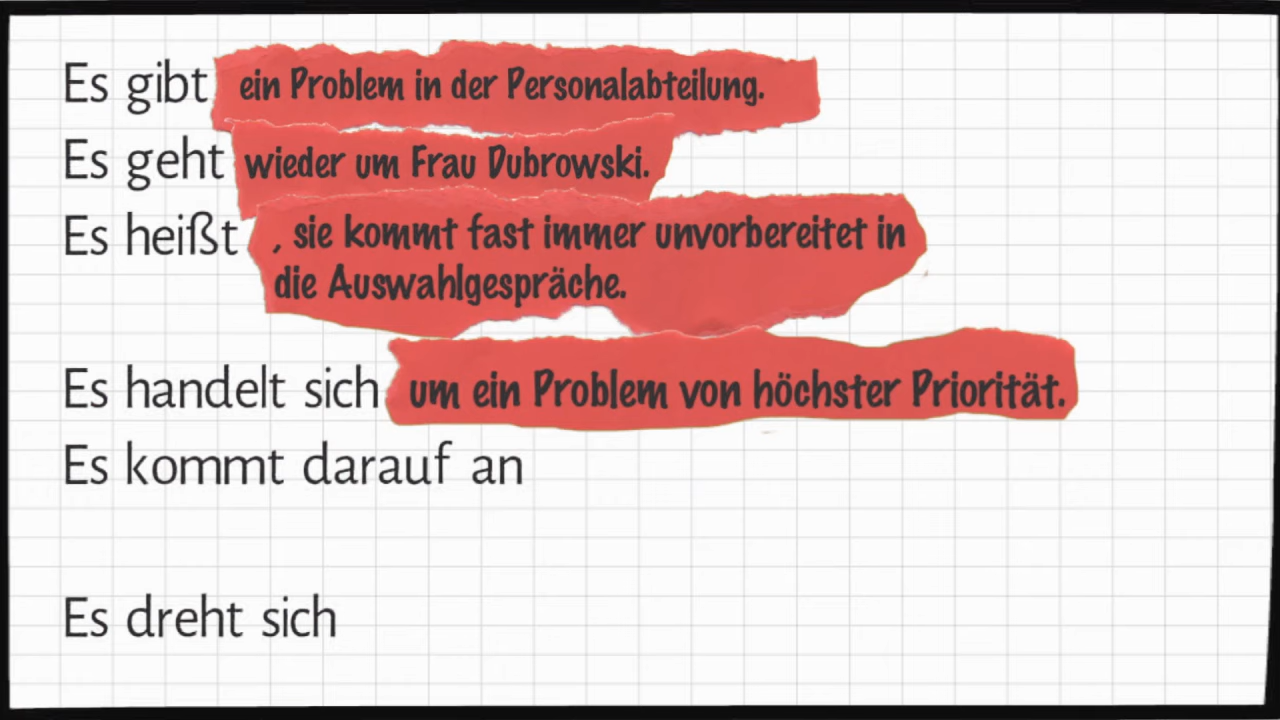 Es gibt ein Problem in der Personalabteilung.
Es geht wieder um Frau Dubrowski.
Es heißt , sie kommt fast immer unvorbereitet in
die Auswahlgespräche.
Es handelt sich um ein Problem von höchster Priorität.
Es kommt darauf an
Es dreht sich